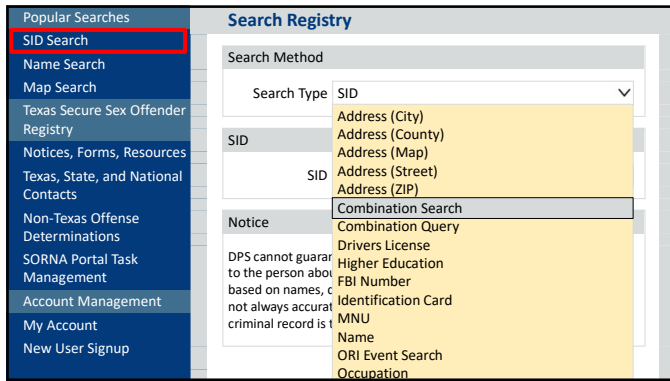 Popular Searches
SID Search
Name Search
Map Search
Texas Secure Sex Offender
Registry
Notices, Forms, Resources
Texas, State, and National
Contacts
Non-Texas Offense
Determinations
SORNA Portal Task
Management
Account Management
My Account
New User Signup
Search Registry
Search Method
Search Type SID
Address (City)
Address (County)
Address (Map)
Address (Street)
Address (ZIP)
Combination Search
Combination Query
Drivers License
Higher Education
FBI Number
Identification Card
MNU
Name
ORI Event Search
Occupation
SID
SID
Notice
DPS cannot
to the person
based on names,
not always
criminal record is